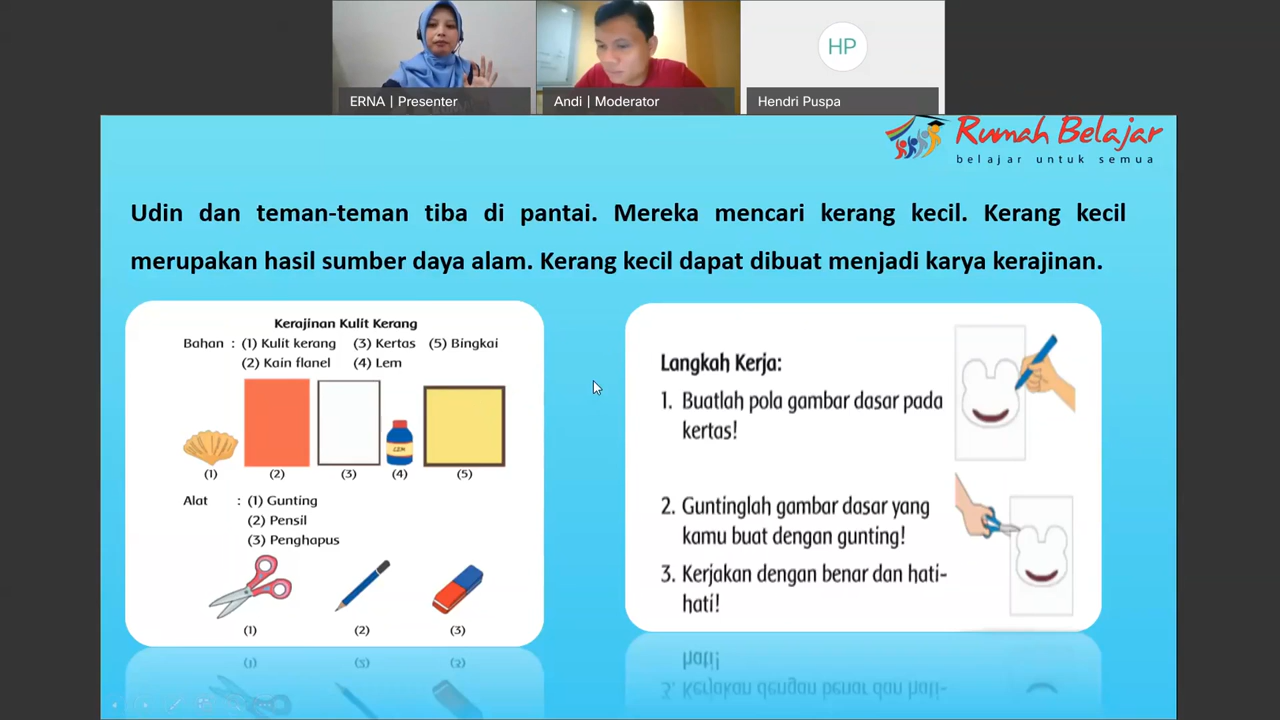 ERNA | Presenter
Andi | Moderator
HP
Hendri Puspa
Rumah Belajar
belajar untuk semua
Udin dan teman-teman tiba di pantai. Mereka mencari kerang kecil. Kerang kecil
merupakan hasil sumber daya alam. Kerang kecil dapat dibuat menjadi karya kerajinan.
Kerajinan Kulit Kerang
Bahan : (1) Kulit kerang (3) Kertas (5) Bingkai
(2) Kain flanel (4) Lem
LEM
(1) (2) (3) (4) (5)
Alat : (1) Gunting
(2) Pensil
(3) Penghapus
(1) (2) (3)
Langkah Kerja:
1. Buatlah pola gambar dasar pada
kertas!
2. Guntinglah gambar dasar yang
kamu buat dengan gunting!
3. Kerjakan dengan benar dan hati-
hati!